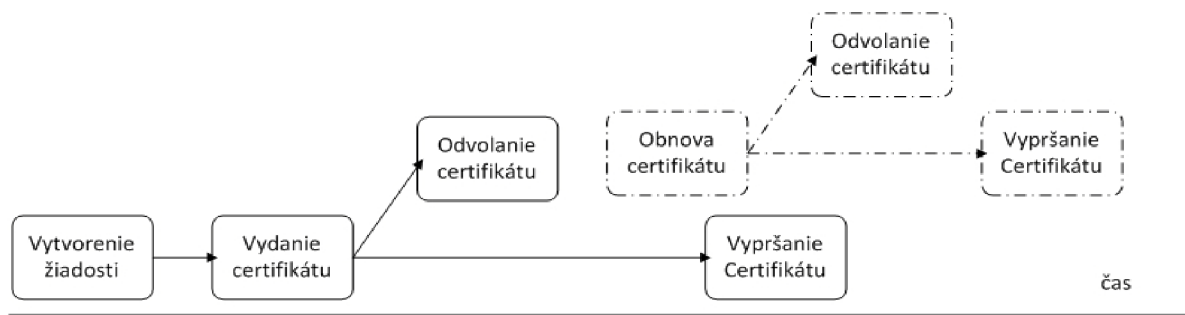 Odvolanie
certifikátu
Odvolanie
certifikátu
Obnova
certifikátu
Vypršanie
Certifikátu
Vytvorenie
žiadosti
Vydanie
certifikátu
Vypršanie
Certifikátu
čas